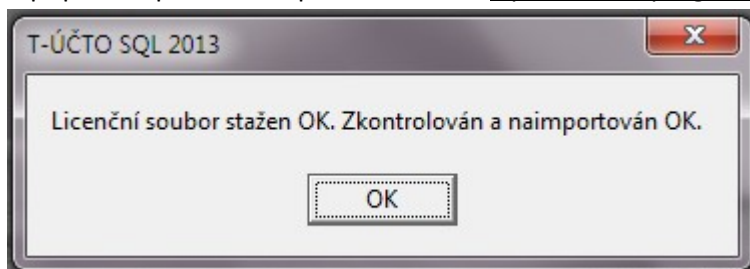 T-ÚČTO SQL 2013
Licenční soubor stažen OK. Zkontrolován a naimportován OK.
OK